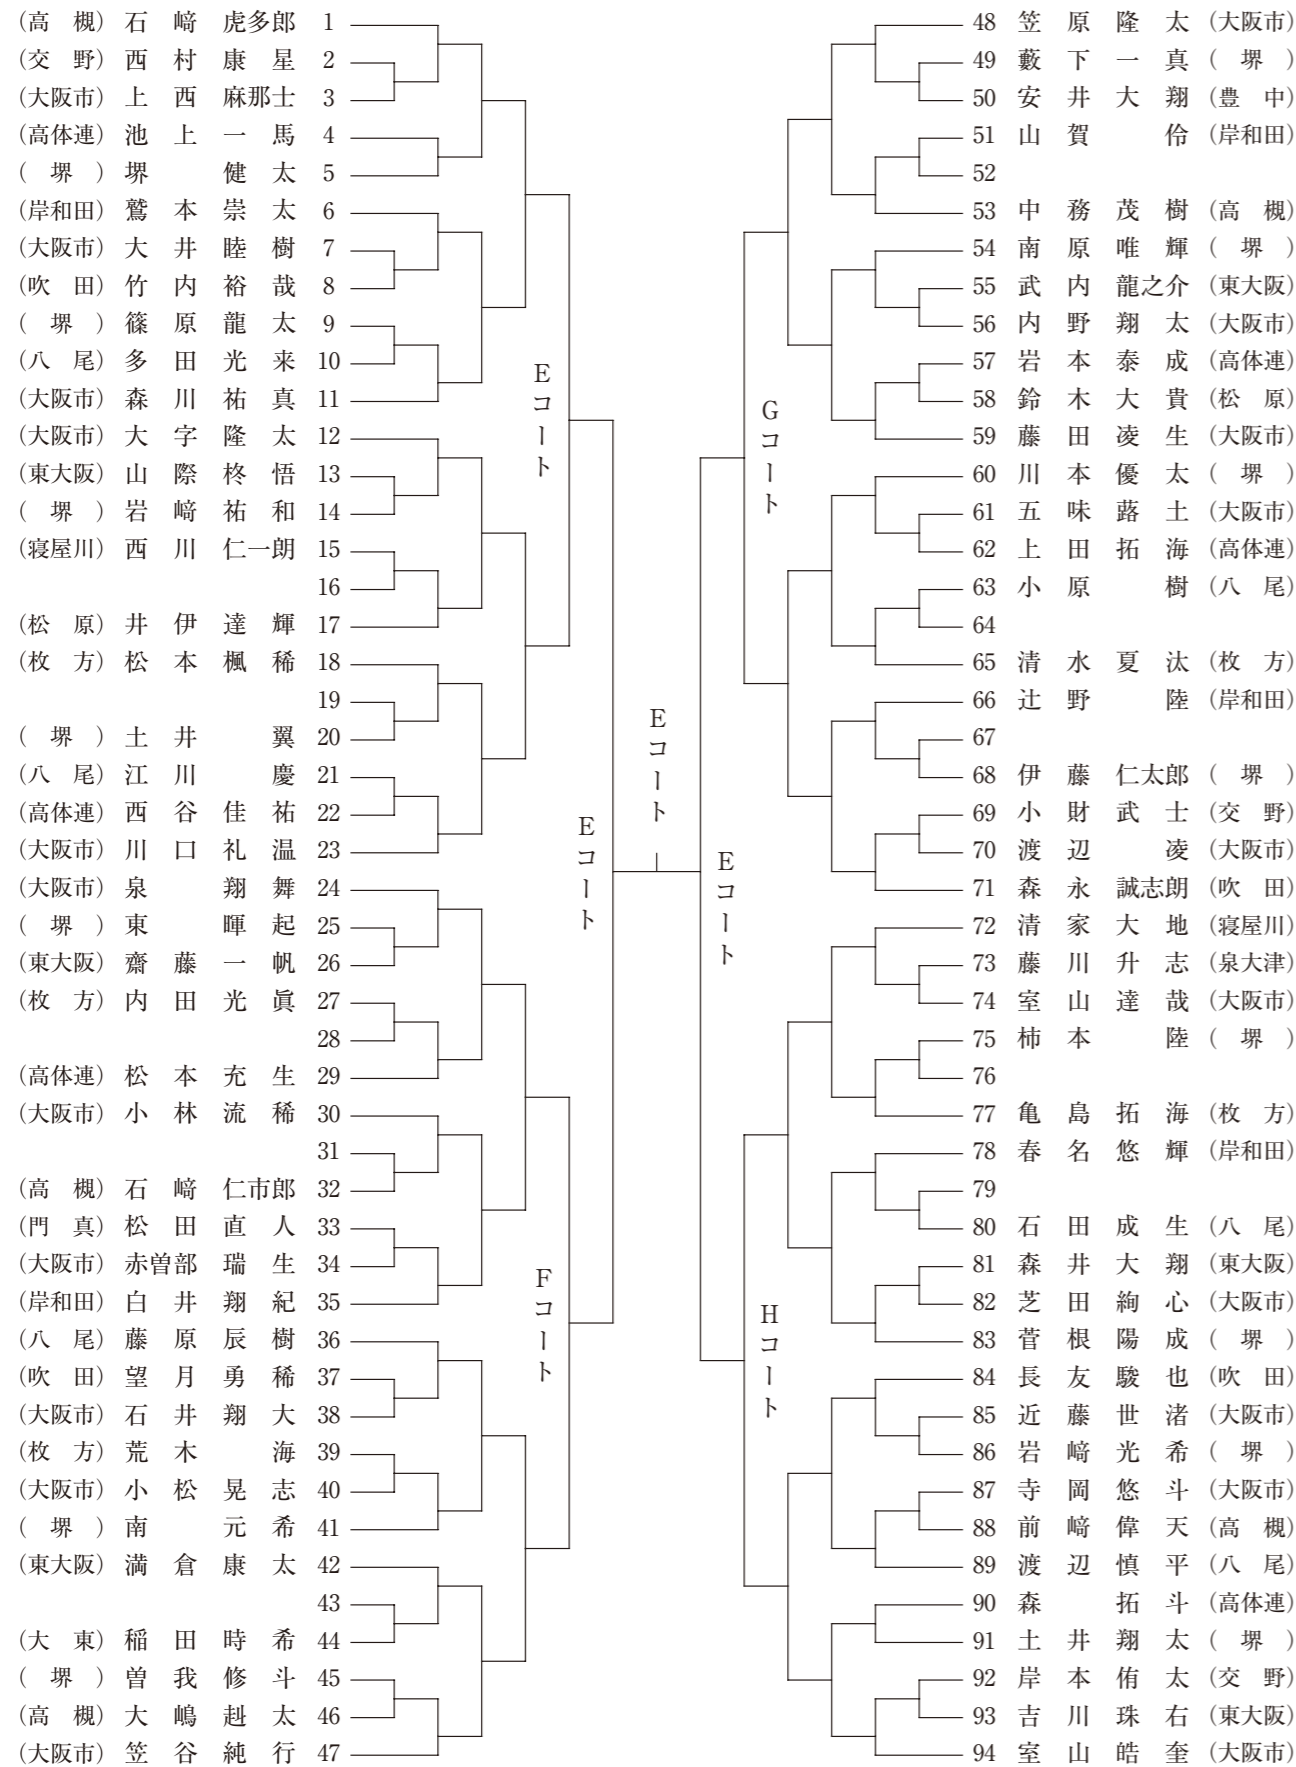 (高　槻) 石　﨑　虎多郎 1
(交　野) 西　村　康　星 2
(大阪市) 上　西　麻那士 3
(高体連) 池　上　一　馬 4
(　堺　) 堺　　　健　太 5
(岸和田) 鷲　本　崇　太 6
(大阪市) 大　井　睦　樹 7
(吹　田) 竹　内　裕　哉 8
(　堺　) 篠　原　龍　太 9
(八　尾) 多　田　光　来 10
(大阪市) 森　川　祐　真 11
(大阪市) 大　字　隆　太 12
(東大阪) 山　際　柊　悟 13
(　堺　) 岩　﨑　祐　和 14
(寝屋川) 西　川　仁一朗 15
16
(松　原) 井　伊　達　輝 17
(枚　方) 松　本　楓　稀 18
19
(　堺　) 土　井　　　翼 20
(八　尾) 江　川　　　慶 21
(高体連) 西　谷　佳　祐 22
(大阪市) 川　口　礼　温 23
(大阪市) 泉　　　翔　舞 24
(　堺　) 東　　　暉　起 25
(東大阪) 齋　藤　一　帆 26
(枚　方) 内　田　光　眞 27
28
(高体連) 松　本　充　生 29
(大阪市) 小　林　流　稀 30
31
(高　槻) 石　﨑　仁市郎 32
(門　真) 松　田　直　人 33
(大阪市) 赤曽部　瑞　生 34
(岸和田) 白　井　翔　紀 35
(八　尾) 藤　原　辰　樹 36
(吹　田) 望　月　勇　稀 37
(大阪市) 石　井　翔　大 38
(枚　方) 荒　木　　　海 39
(大阪市) 小　松　晃　志 40
(　堺　) 南　　　元　希 41
(東大阪) 満　倉　康　太 42
43
(大　東) 稲　田　時　希 44
(　堺　) 曽　我　修　斗 45
(高　槻) 大　嶋　赳　太 46
(大阪市) 笠　谷　純　行 47
Eコート
Fコート
Eコート
Eコート
Eコート
Gコート
Hコート
48 笠　原　隆　太 (大阪市)
49 藪　下　一　真 (　堺　)
50 安　井　大　翔 (豊　中)
51 山　賀　　　伶 (岸和田)
52
53 中　務　茂　樹 (高　槻)
54 南　原　唯　輝 (　堺　)
55 武　内　龍之介 (東大阪)
56 内　野　翔　太 (大阪市)
57 岩　本　泰　成 (高体連)
58 鈴　木　大　貴 (松　原)
59 藤　田　凌　生 (大阪市)
60 川　本　優　太 (　堺　)
61 五　味　蕗　土 (大阪市)
62 上　田　拓　海 (高体連)
63 小　原　　　樹 (八　尾)
64
65 清　水　夏　汰 (枚　方)
66 辻　野　　　陸 (岸和田)
67
68 伊　藤　仁太郎 (　堺　)
69 小　財　武　士 (交　野)
70 渡　辺　　　凌 (大阪市)
71 森　永　誠志朗 (吹　田)
72 清　家　大　地 (寝屋川)
73 藤　川　升　志 (泉大津)
74 室　山　達　哉 (大阪市)
75 柿　本　　　陸 (　堺　)
76
77 亀　島　拓　海 (枚　方)
78 春　名　悠　輝 (岸和田)
79
80 石　田　成　生 (八　尾)
81 森　井　大　翔 (東大阪)
82 芝　田　絢　心 (大阪市)
83 菅　根　陽　成 (　堺　)
84 長　友　駿　也 (吹　田)
85 近　藤　世　渚 (大阪市)
86 岩　﨑　光　希 (　堺　)
87 寺　岡　悠　斗 (大阪市)
88 前　﨑　偉　天 (高　槻)
89 渡　辺　慎　平 (八　尾)
90 森　　　拓　斗 (高体連)
91 土　井　翔　太 (　堺　)
92 岸　本　侑　太 (交　野)
93 吉　川　珠　右 (東大阪)
94 室　山　皓　奎 (大阪市)